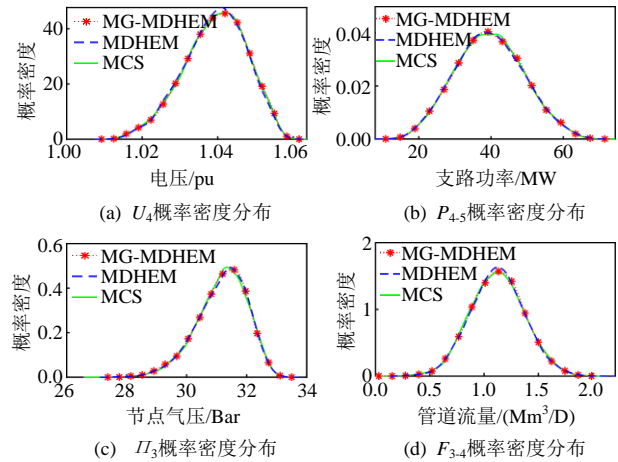 概率密度
40
20
0
MG-MDHEM
MDHEM
MCS
1.00
1.02
1.04
1.06
电压/pu
(a) U4概率密度分布
概率密度
0.04
0.02
0.00
MG-MDHEM
MDHEM
MCS
20
40
60
支路功率/MW
(b) P4-5概率密度分布
概率密度
0.6
0.4
0.2
0.0
MG-MDHEM
MDHEM
MCS
26
28
30
32
34
节点气压/Bar
(c) Π3概率密度分布
概率密度
2
1
0
MG-MDHEM
MDHEM
MCS
0.0
0.5
1.0
1.5
2.0
管道流量/(Mm³/D)
(d) F3-4概率密度分布